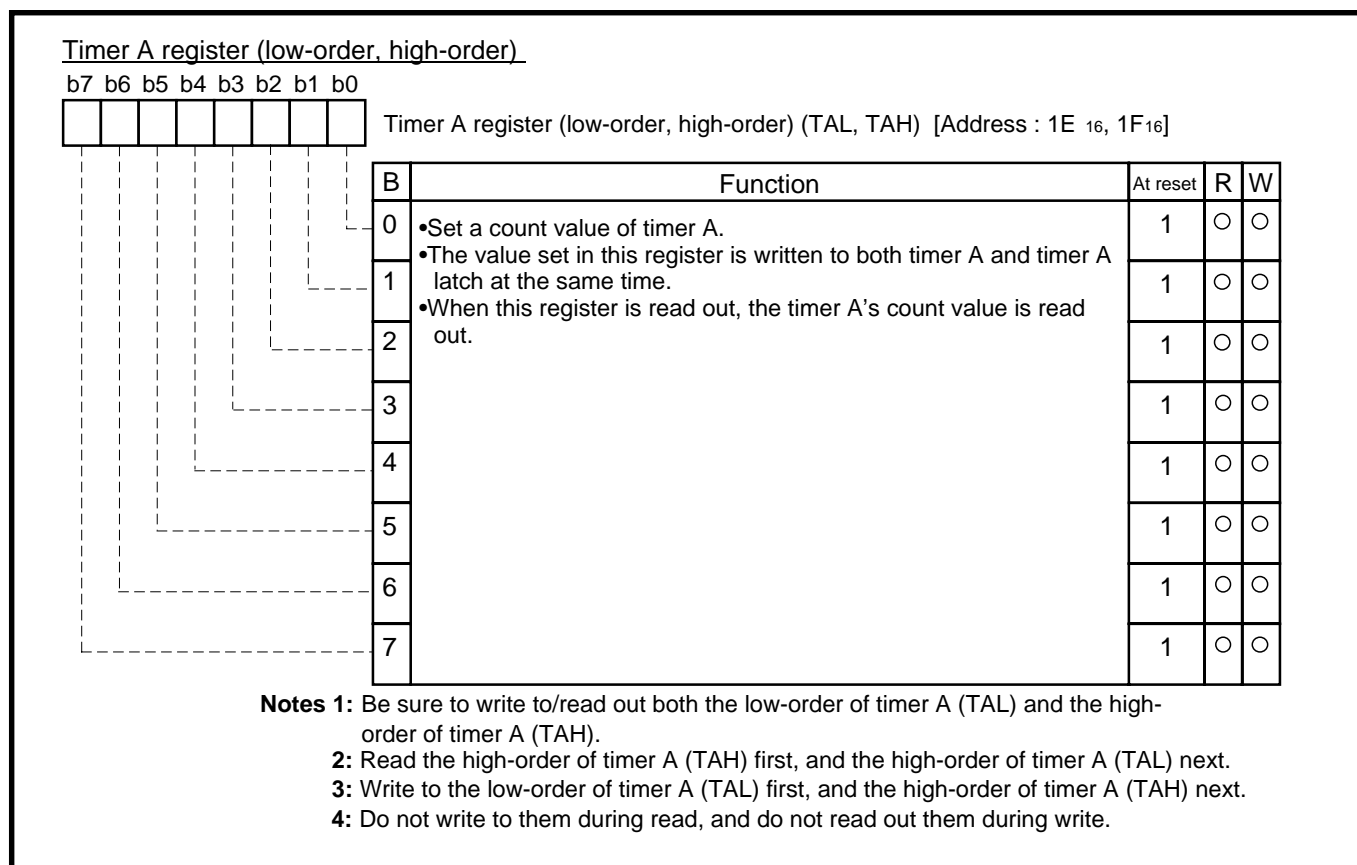 Timer A register (low-order, high-order)
b7 b6 b5 b4 b3 b2 b1 b0
Timer A register (low-order, high-order) (TAL, TAH) [Address : 1E 16, 1F16]
B Function At reset R W
0 •Set a count value of timer A. 1 ○ ○
•The value set in this register is written to both timer A and timer A
1 latch at the same time. 1 ○ ○
•When this register is read out, the timer A’s count value is read
2 out. 1 ○ ○
3 1 ○ ○
4 1 ○ ○
5 1 ○ ○
6 1 ○ ○
7 1 ○ ○
Notes 1: Be sure to write to/read out both the low-order of timer A (TAL) and the high-
order of timer A (TAH).
2: Read the high-order of timer A (TAH) first, and the high-order of timer A (TAL) next.
3: Write to the low-order of timer A (TAL) first, and the high-order of timer A (TAH) next.
4: Do not write to them during read, and do not read out them during write.